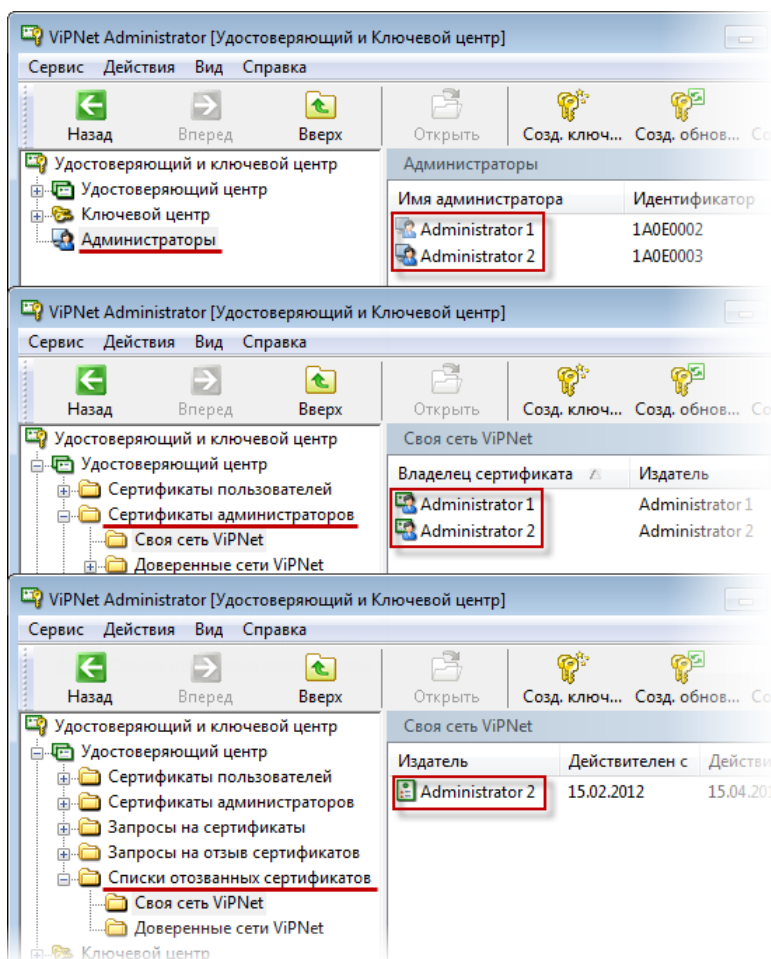 ViPNet Administrator [Удостоверяющий и Ключевой центр]
Сервис Действия Вид Справка
Назад Вперед Вверх Открыть Созд. ключ... Созд. обнов... Со
Удостоверяющий и ключевой центр
Удостоверяющий центр
Ключевой центр
Администраторы
Администраторы
Имя администратора Идентификатор
Administrator 1 1A0E0002
Administrator 2 1A0E0003
ViPNet Administrator [Удостоверяющий и Ключевой центр]
Сервис Действия Вид Справка
Назад Вперед Вверх Открыть Созд. ключ... Созд. обнов... Со
Удостоверяющий и ключевой центр
Удостоверяющий центр
Сертификаты пользователей
Сертификаты администраторов
Своя сеть ViPNet
Доверенные сети ViPNet
Своя сеть ViPNet
Владелец сертификата Издатель
Administrator 1 Administrator 1
Administrator 2 Administrator 2
ViPNet Administrator [Удостоверяющий и Ключевой центр]
Сервис Действия Вид Справка
Назад Вперед Вверх Открыть Созд. ключ... Созд. обнов... Со
Удостоверяющий и ключевой центр
Удостоверяющий центр
Сертификаты пользователей
Сертификаты администраторов
Запросы на сертификаты
Запросы на отзыв сертификатов
Списки отозванных сертификатов
Своя сеть ViPNet
Доверенные сети ViPNet
Ключевой центр
Своя сеть ViPNet
Издатель Действителен с Действи
Administrator 2 15.02.2012 15.04.201